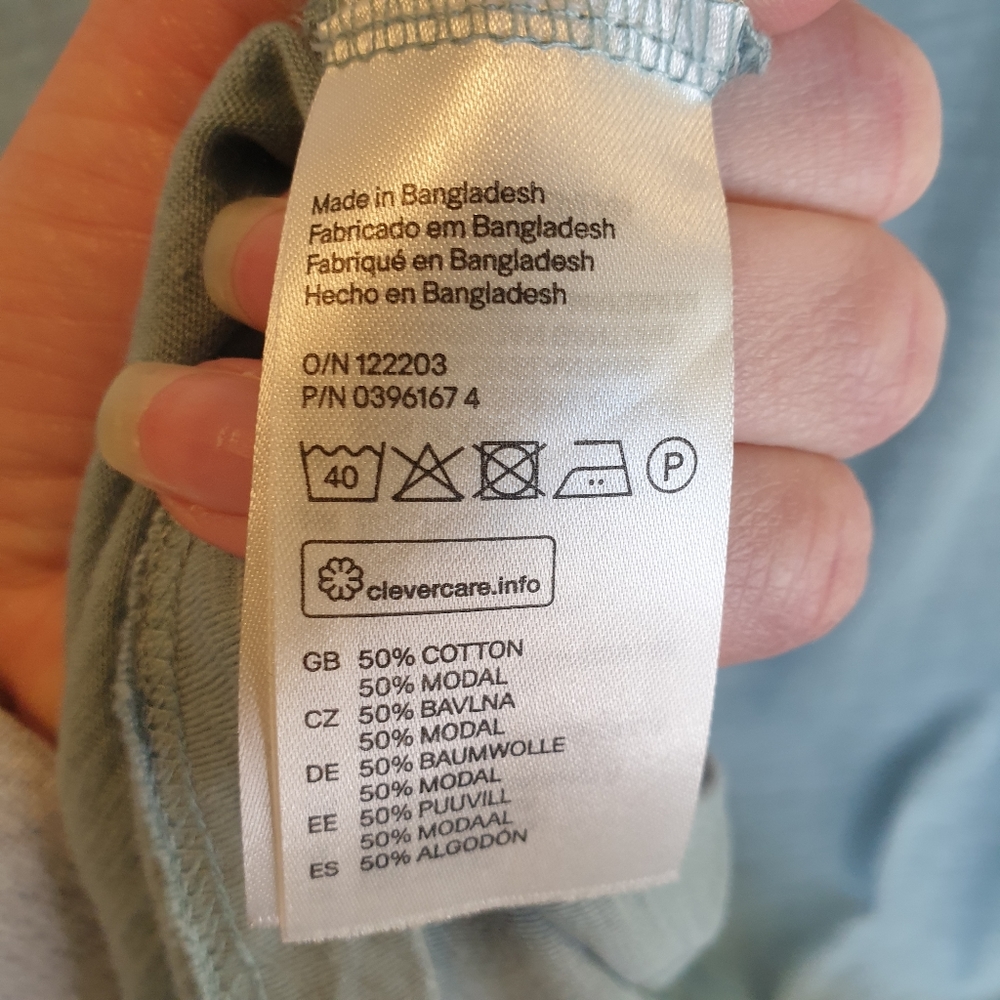 Made in Bangladesh
Fabricado em Bangladesh
Fabriqué en Bangladesh
Hecho en Bangladesh
O/N 122203
P/N 0396167 4
40 P
clevercare.info
GB 50% COTTON
50% MODAL
CZ 50% BAVLNA
50% MODAL
DE 50% BAUMWOLLE
50% MODAL
EE 50% PUUVILL
50% MODAAL
ES 50% ALGODÓN